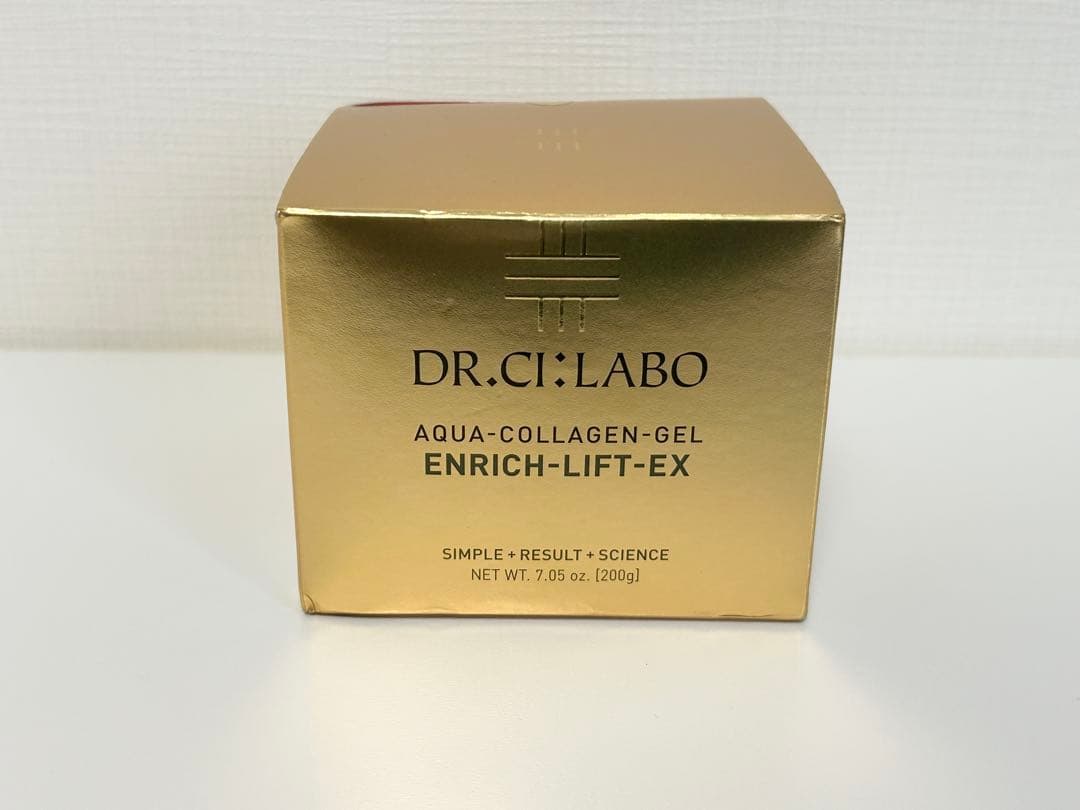 DR.CI:LABO
AQUA-COLLAGEN-GEL
ENRICH-LIFT-EX
SIMPLE + RESULT + SCIENCE
NET WT. 7.05 oz. [200g]